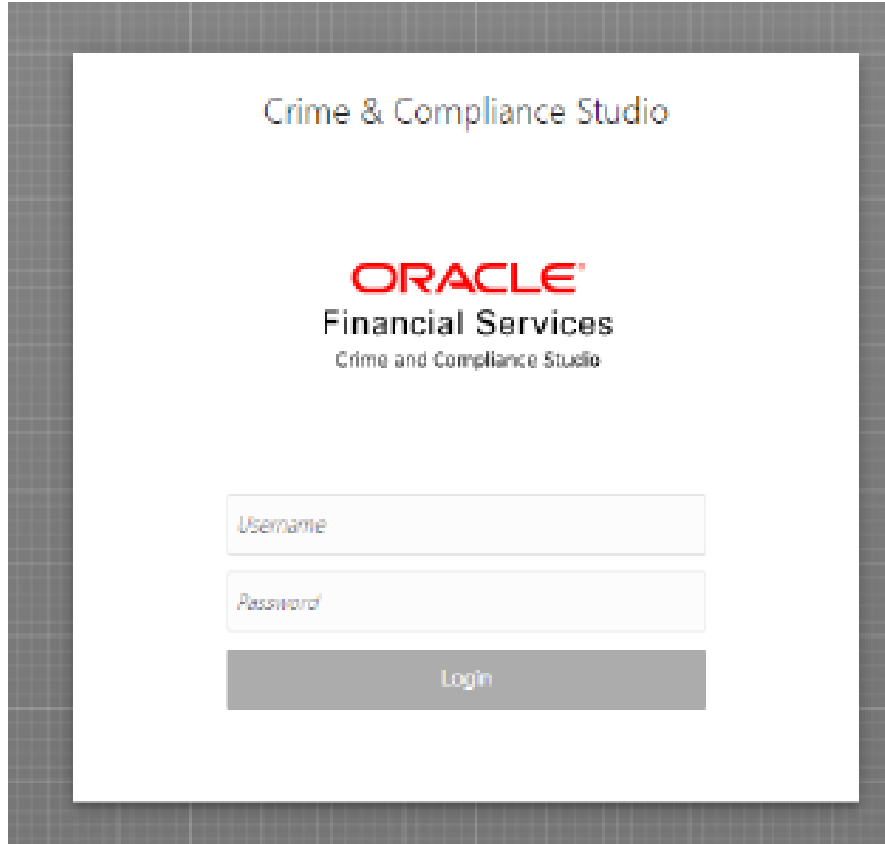 Crime & Compliance Studio
ORACLE®
Financial Services
Crime and Compliance Studio
Username
Password
Login